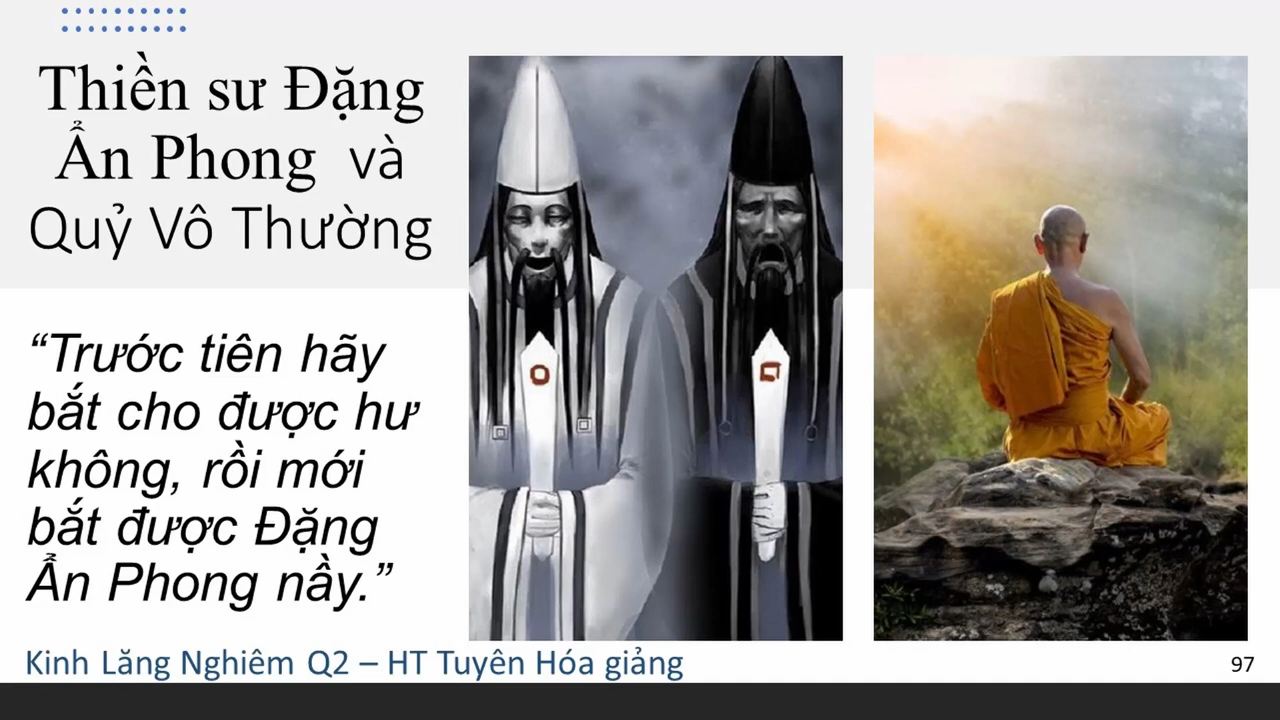 Thiền sư Đặng
Ẩn Phong và
Quỷ Vô Thường
“Trước tiên hãy
bắt cho được hư
không, rồi mới
bắt được Đặng
Ẩn Phong nầy.”
Kinh Lăng Nghiêm Q2 – HT Tuyên Hóa giảng
97